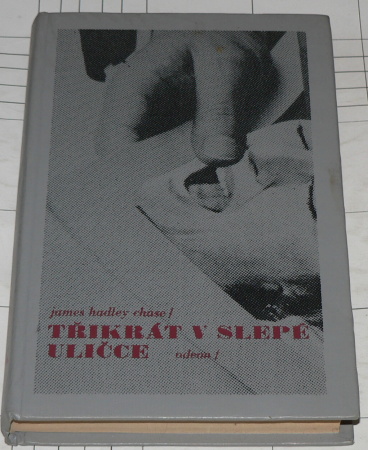 james hadley chase /
TŘIKRÁT V SLEPÉ
ULIČCE odeon /